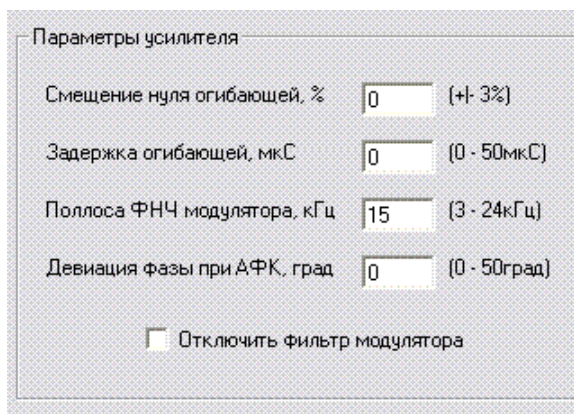 Параметры усилителя
Смещение нуля огибающей, % 0 (+|- 3%)
Задержка огибающей, мкС 0 (0 - 50мкС)
Поллоса ФНЧ модулятора, кГц 15 (3 - 24кГц)
Девиация фазы при АФК, град 0 (0 - 50град)
Отключить фильтр модулятора